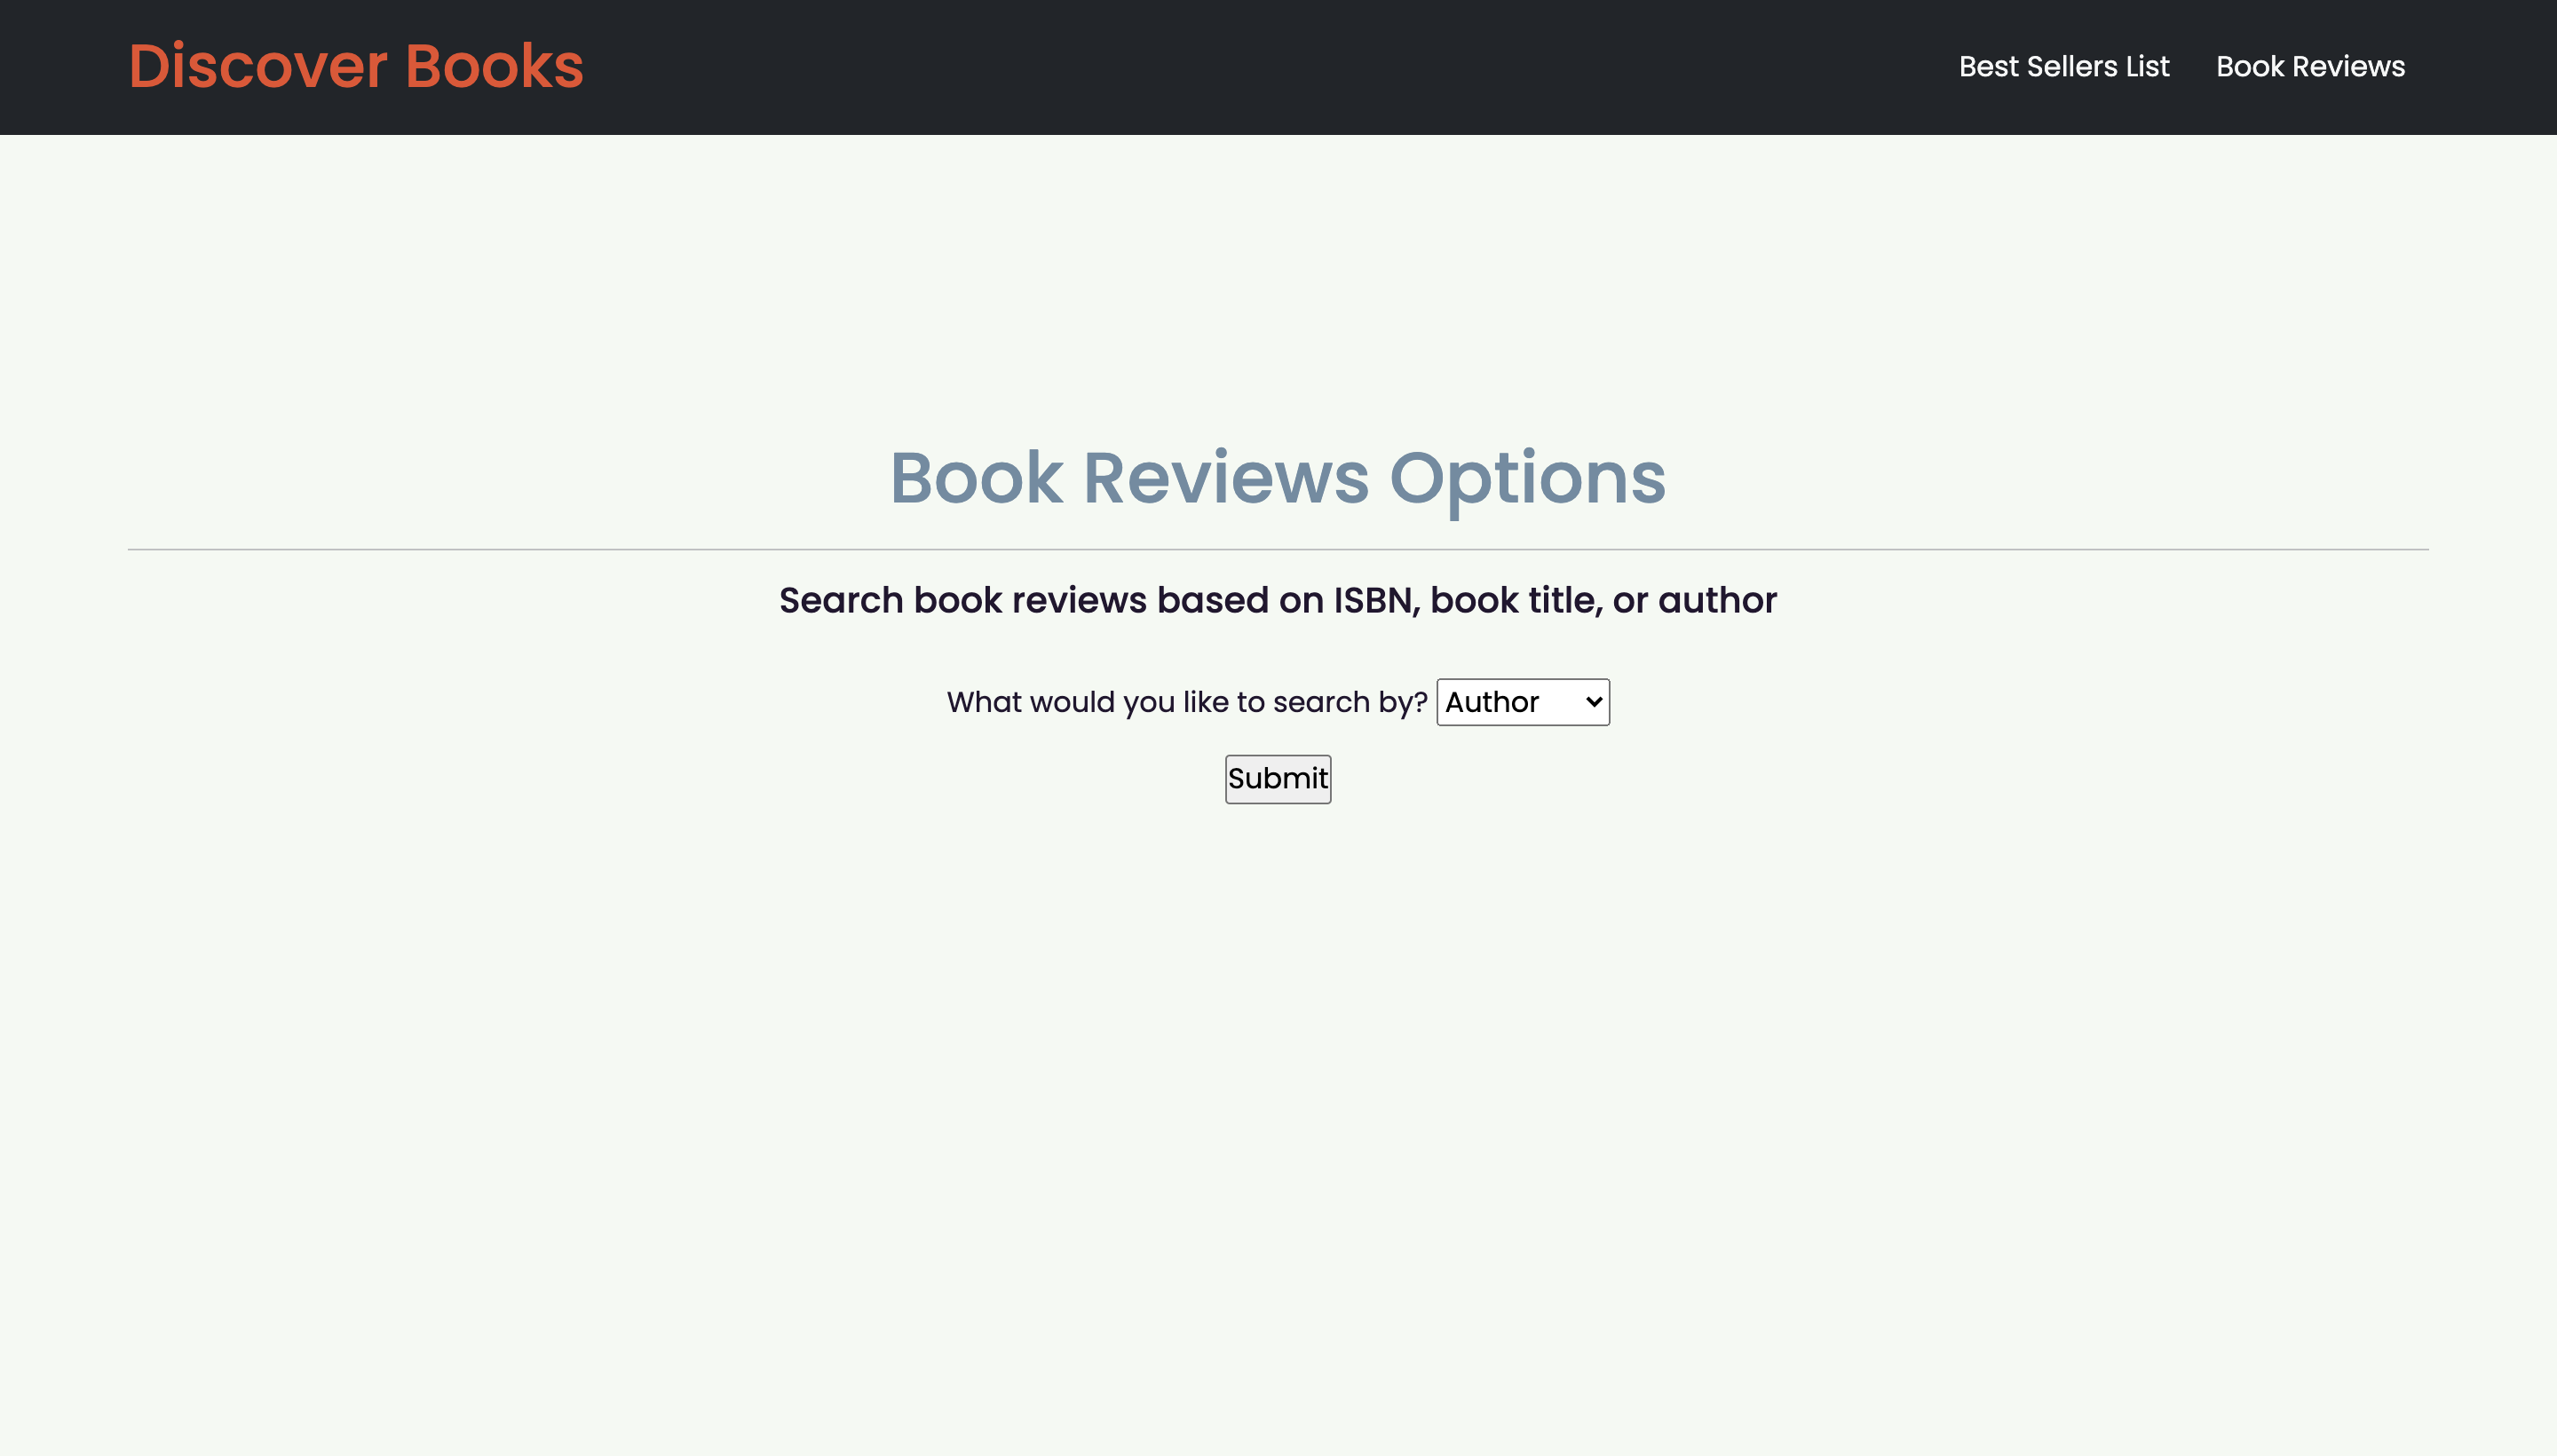 Discover Books
Best Sellers List
Book Reviews
Book Reviews Options
Search book reviews based on ISBN, book title, or author
What would you like to search by? Author
Submit